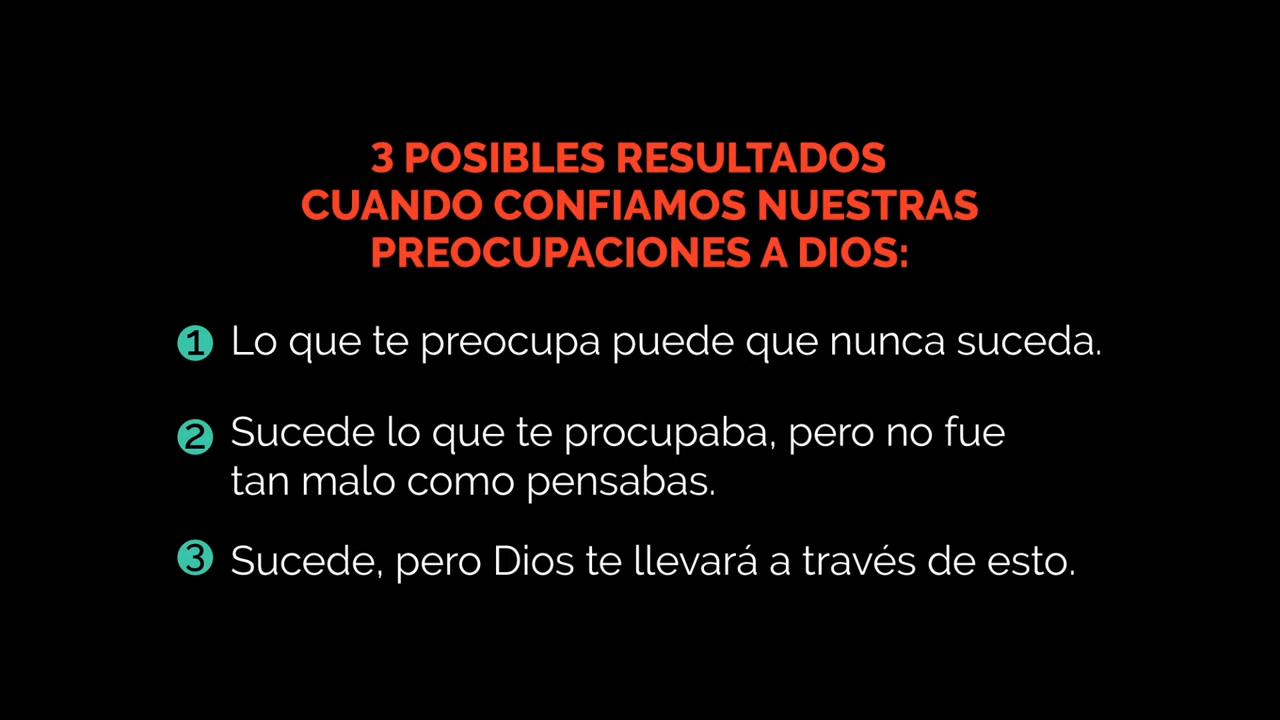 3 POSIBLES RESULTADOS
CUANDO CONFIAMOS NUESTRAS
PREOCUPACIONES A DIOS:
1 Lo que te preocupa puede que nunca suceda.
2 Sucede lo que te procupaba, pero no fue
tan malo como pensabas.
3 Sucede, pero Dios te llevará a través de esto.